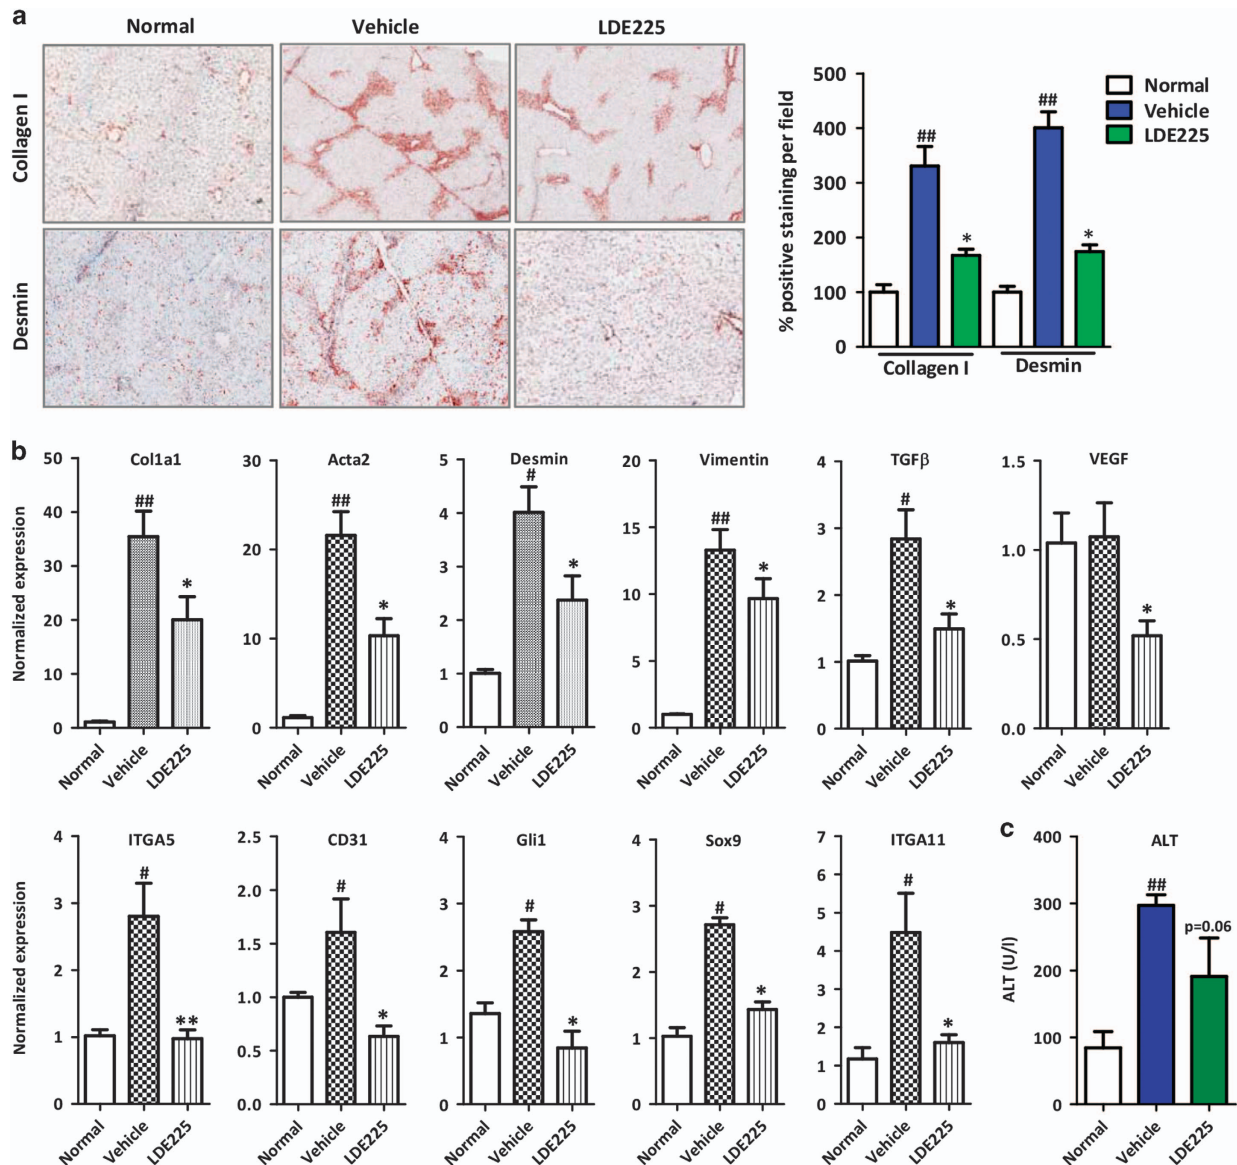 a
Normal Vehicle LDE225
Collagen I
Desmin
% positive staining per field
500
400
300
200
100
0
## * ## *
Collagen I Desmin
Normal
Vehicle
LDE225
b
Normalized expression
Col1a1
50
40
30
20
10
0
##
*
Normal Vehicle LDE225
Acta2
30
20
10
0
##
*
Normal Vehicle LDE225
Desmin
5
4
3
2
1
0
#
*
Normal Vehicle LDE225
Vimentin
20
15
10
5
0
##
*
Normal Vehicle LDE225
TGFβ
4
3
2
1
0
#
*
Normal Vehicle LDE225
VEGF
1.5
1.0
0.5
0.0
*
Normal Vehicle LDE225
Normalized expression
ITGA5
4
3
2
1
0
#
**
Normal Vehicle LDE225
CD31
2.5
2.0
1.5
1.0
0.5
0.0
#
*
Normal Vehicle LDE225
Gli1
4
3
2
1
0
#
*
Normal Vehicle LDE225
Sox9
4
3
2
1
0
#
*
Normal Vehicle LDE225
ITGA11
7
6
5
4
3
2
1
0
#
*
Normal Vehicle LDE225
c
ALT
ALT (U/l)
400
300
200
100
0
##
p=0.06
Normal Vehicle LDE225